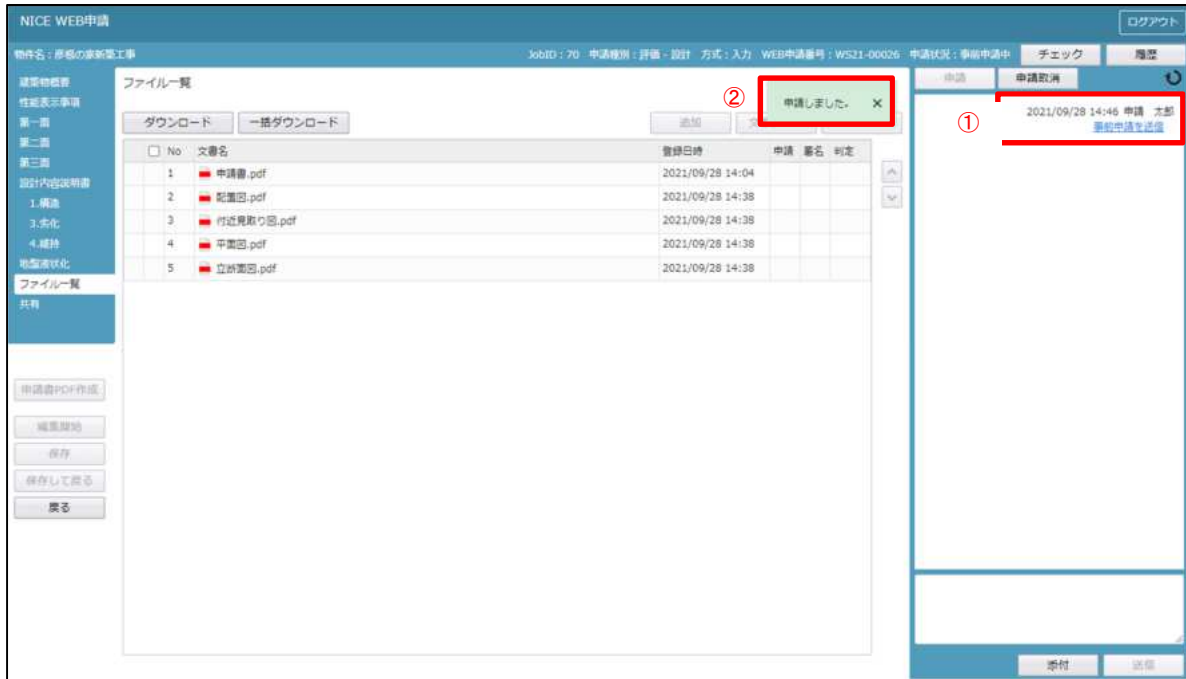 NICE WEB申請
ログアウト
物件名：彦根の家新築工事
JobID：70 申請種別：評価 - 設計 方式：入力 WEB申請番号：WS21-00026 申請状況：事前申請中
チェック
履歴
建築物概要
性能表示事項
第一面
第二面
第三面
設計内容説明書
1.構造
3.劣化
4.維持
地盤液状化
ファイル一覧
共有
申請書PDF作成
編集開始
保存
保存して戻る
戻る
ファイル一覧
②
申請しました。 ×
ダウンロード
一括ダウンロード
追加
文
No 文書名 登録日時 申請 署名 判定
1 申請書.pdf 2021/09/28 14:04
2 配置図.pdf 2021/09/28 14:38
3 付近見取り図.pdf 2021/09/28 14:38
4 平面図.pdf 2021/09/28 14:38
5 立断面図.pdf 2021/09/28 14:38
申請
申請取消
①
2021/09/28 14:46 申請 太郎
事前申請を送信
添付
送信